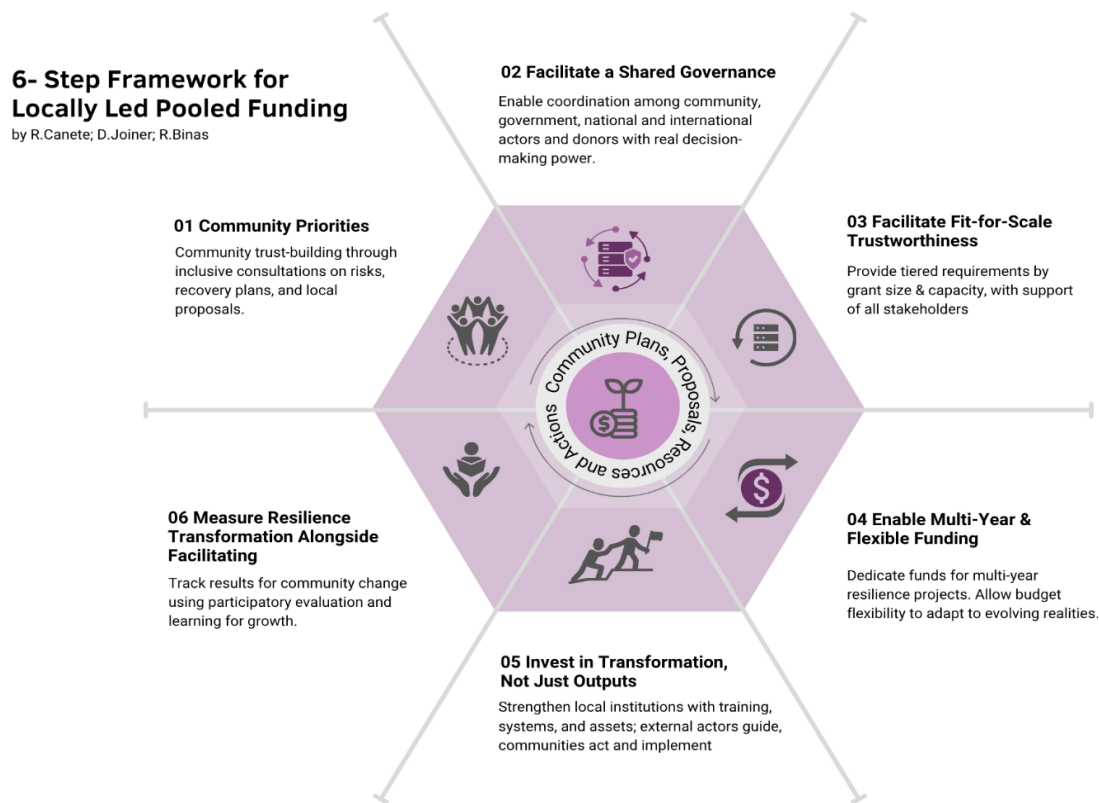 6- Step Framework for
Locally Led Pooled Funding
by R.Canete; D.Joiner; R.Binas
01 Community Priorities
Community trust-building through
inclusive consultations on risks,
recovery plans, and local
proposals.
02 Facilitate a Shared Governance
Enable coordination among community,
government, national and international
actors and donors with real decision-
making power.
03 Facilitate Fit-for-Scale
Trustworthiness
Provide tiered requirements by
grant size & capacity, with support
of all stakeholders
04 Enable Multi-Year &
Flexible Funding
Dedicate funds for multi-year
resilience projects. Allow budget
flexibility to adapt to evolving realities.
05 Invest in Transformation,
Not Just Outputs
Strengthen local institutions with training,
systems, and assets; external actors guide,
communities act and implement
06 Measure Resilience
Transformation Alongside
Facilitating
Track results for community change
using participatory evaluation and
learning for growth.
Community Plans, Proposals, Resources and Actions
$
$